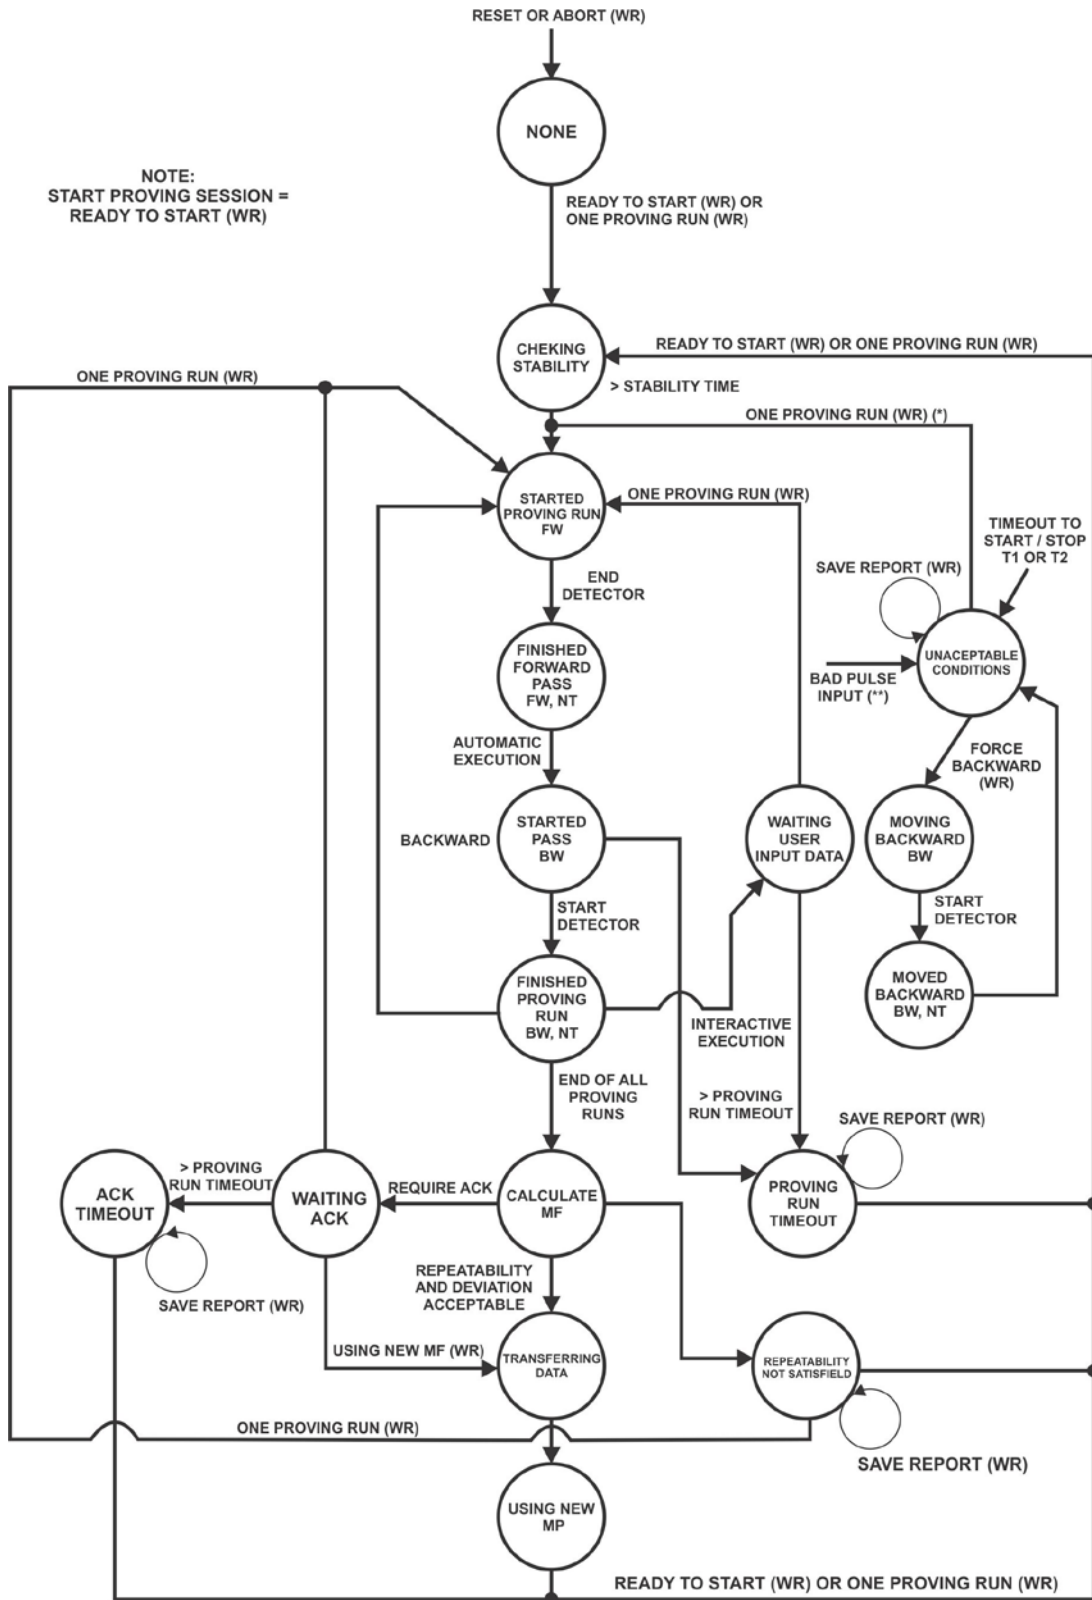 RESET OR ABORT (WR)
NONE
NOTE:
START PROVING SESSION =
READY TO START (WR)
READY TO START (WR) OR
ONE PROVING RUN (WR)
CHEKING
STABILITY
READY TO START (WR) OR ONE PROVING RUN (WR)
ONE PROVING RUN (WR)
> STABILITY TIME
ONE PROVING RUN (WR) (*)
STARTED
PROVING RUN
FW
ONE PROVING RUN (WR)
TIMEOUT TO
START / STOP
T1 OR T2
SAVE REPORT (WR)
END
DETECTOR
FINISHED
FORWARD
PASS
FW, NT
UNACEPTABLE
CONDITIONS
BAD PULSE
INPUT (**)
AUTOMATIC
EXECUTION
FORCE
BACKWARD
(WR)
BACKWARD
STARTED
PASS
BW
WAITING
USER
INPUT DATA
MOVING
BACKWARD
BW
START
DETECTOR
START
DETECTOR
FINISHED
PROVING
RUN
BW, NT
MOVED
BACKWARD
BW, NT
INTERACTIVE
EXECUTION
END OF ALL
PROVING
RUNS
> PROVING
RUN TIMEOUT
SAVE REPORT (WR)
ACK
TIMEOUT
> PROVING
RUN TIMEOUT
WAITING
ACK
REQUIRE ACK
CALCULATE
MF
PROVING
RUN
TIMEOUT
SAVE REPORT (WR)
REPEATABILITY
AND DEVIATION
ACCEPTABLE
USING NEW MF (WR)
TRANSFERRING
DATA
REPEATABILITY
NOT SATISFIELD
ONE PROVING RUN (WR)
SAVE REPORT (WR)
USING NEW
MP
READY TO START (WR) OR ONE PROVING RUN (WR)